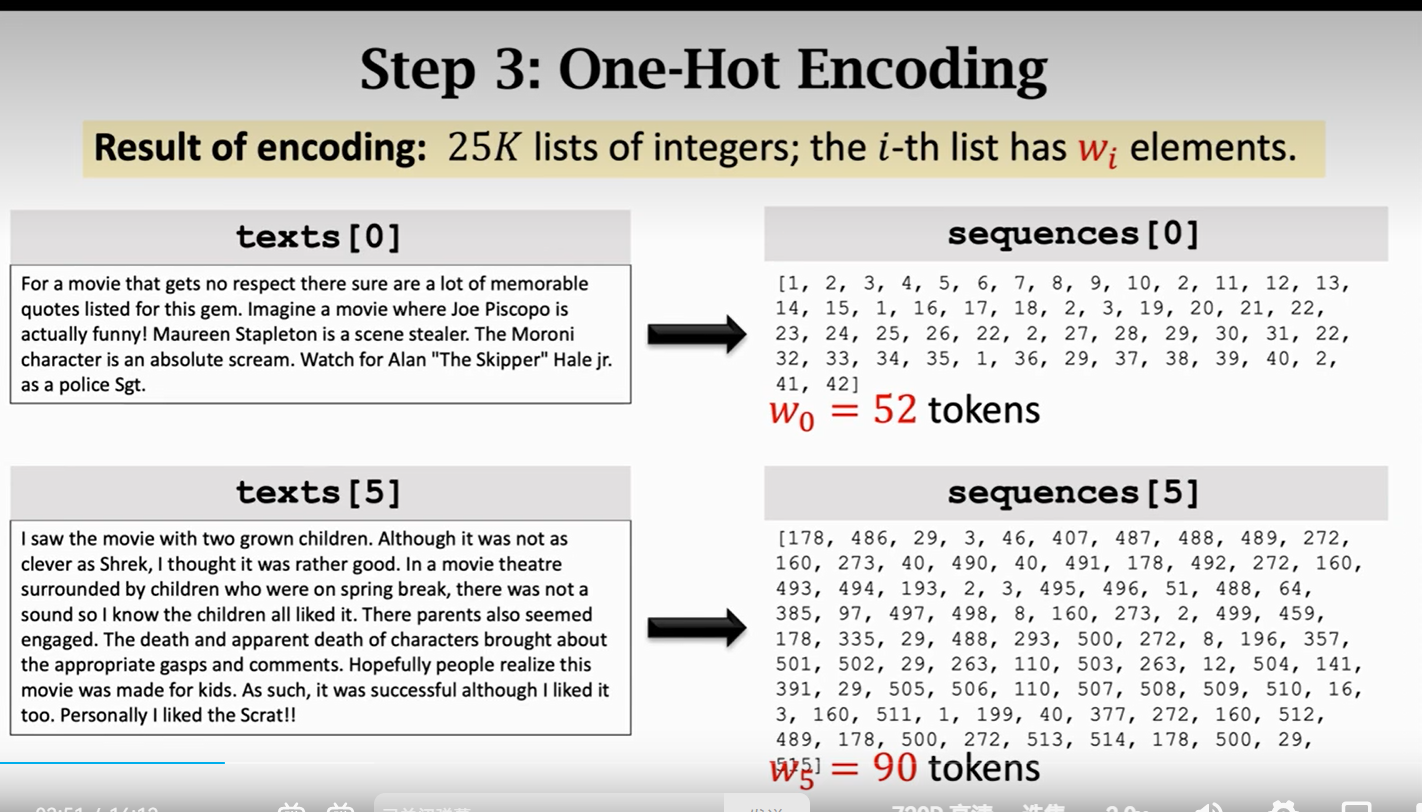 Step 3: One-Hot Encoding
Result of encoding: 25K lists of integers; the i-th list has w_i elements.
texts[0]
For a movie that gets no respect there sure are a lot of memorable
quotes listed for this gem. Imagine a movie where Joe Piscopo is
actually funny! Maureen Stapleton is a scene stealer. The Moroni
character is an absolute scream. Watch for Alan "The Skipper" Hale jr.
as a police Sgt.
sequences[0]
[1, 2, 3, 4, 5, 6, 7, 8, 9, 10, 2, 11, 12, 13,
14, 15, 1, 16, 17, 18, 2, 3, 19, 20, 21, 22,
23, 24, 25, 26, 22, 2, 27, 28, 29, 30, 31, 22,
32, 33, 34, 35, 1, 36, 29, 37, 38, 39, 40, 2,
41, 42]
w_0 = 52 tokens
texts[5]
I saw the movie with two grown children. Although it was not as
clever as Shrek, I thought it was rather good. In a movie theatre
surrounded by children who were on spring break, there was not a
sound so I know the children all liked it. There parents also seemed
engaged. The death and apparent death of characters brought about
the appropriate gasps and comments. Hopefully people realize this
movie was made for kids. As such, it was successful although I liked it
too. Personally I liked the Scrat!!
sequences[5]
[178, 486, 29, 3, 46, 407, 487, 488, 489, 272,
160, 273, 40, 490, 40, 491, 178, 492, 272, 160,
493, 494, 193, 2, 3, 495, 496, 51, 488, 64,
385, 97, 497, 498, 8, 160, 273, 2, 499, 459,
178, 335, 29, 488, 293, 500, 272, 8, 196, 357,
501, 502, 29, 263, 110, 503, 263, 12, 504, 141,
391, 29, 505, 506, 110, 507, 508, 509, 510, 16,
3, 160, 511, 1, 199, 40, 377, 272, 160, 512,
489, 178, 500, 272, 513, 514, 178, 500, 29,
515]
w_5 = 90 tokens